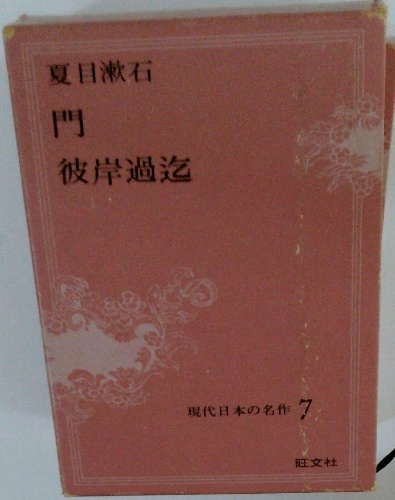 夏目漱石
門
彼岸過迄
現代日本の名作 7
旺文社